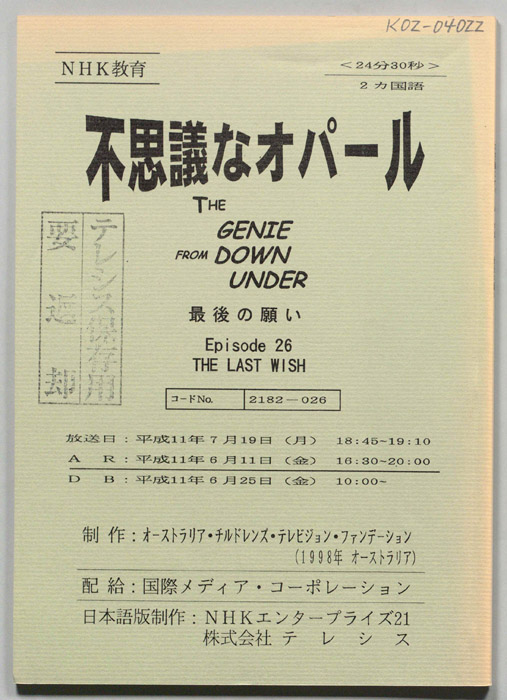 K02-04022
NHK教育
<24分30秒>
2ヵ国語
不思議なオパール
THE
GENIE
FROM DOWN
UNDER
テレシス保存用
要返却
最後の願い
Episode 26
THE LAST WISH
コードNo. 2182-026
放送日：平成11年7月19日（月） 18:45~19:10
A R：平成11年6月11日（金） 16:30-20:00
D B：平成11年6月25日（金） 10:00~
制作：オーストラリア・チルドレンズ・テレビジョン・ファンデーション
（1998年 オーストラリア）
配給：国際メディア・コーポレーション
日本語版制作：NHKエンタープライズ21
株式会社 テレシス